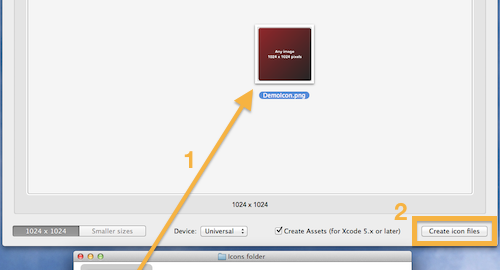 Any image
1024 x 1024 pixels
DemoIcon.png
1
1024 x 1024
2
1024 x 1024
Smaller sizes
Device:
Universal
Create Assets (for Xcode 5.x or later)
Create icon files
Icons folder